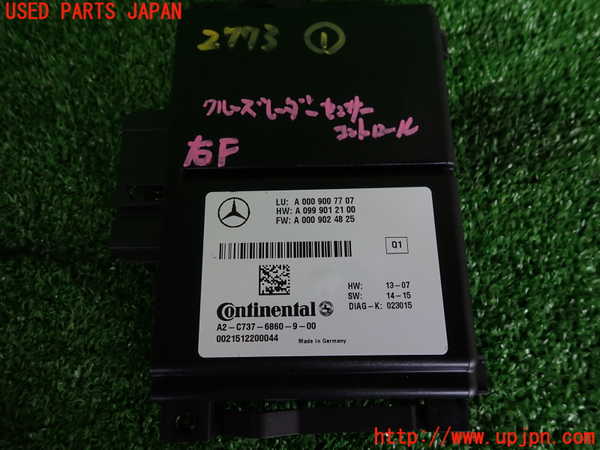 USED PARTS JAPAN
2773 ①
クルーズレーダーセンサー
コントロール
右F
LU: A 000 900 77 07
HW: A 099 901 21 00
FW: A 000 902 48 25
Q1
HW: 13-07
SW: 14-15
DIAG-K: 023015
Continental
A2-C737-6860-9-00
0021512200044
Made in Germany
http://www.upjpn.com/